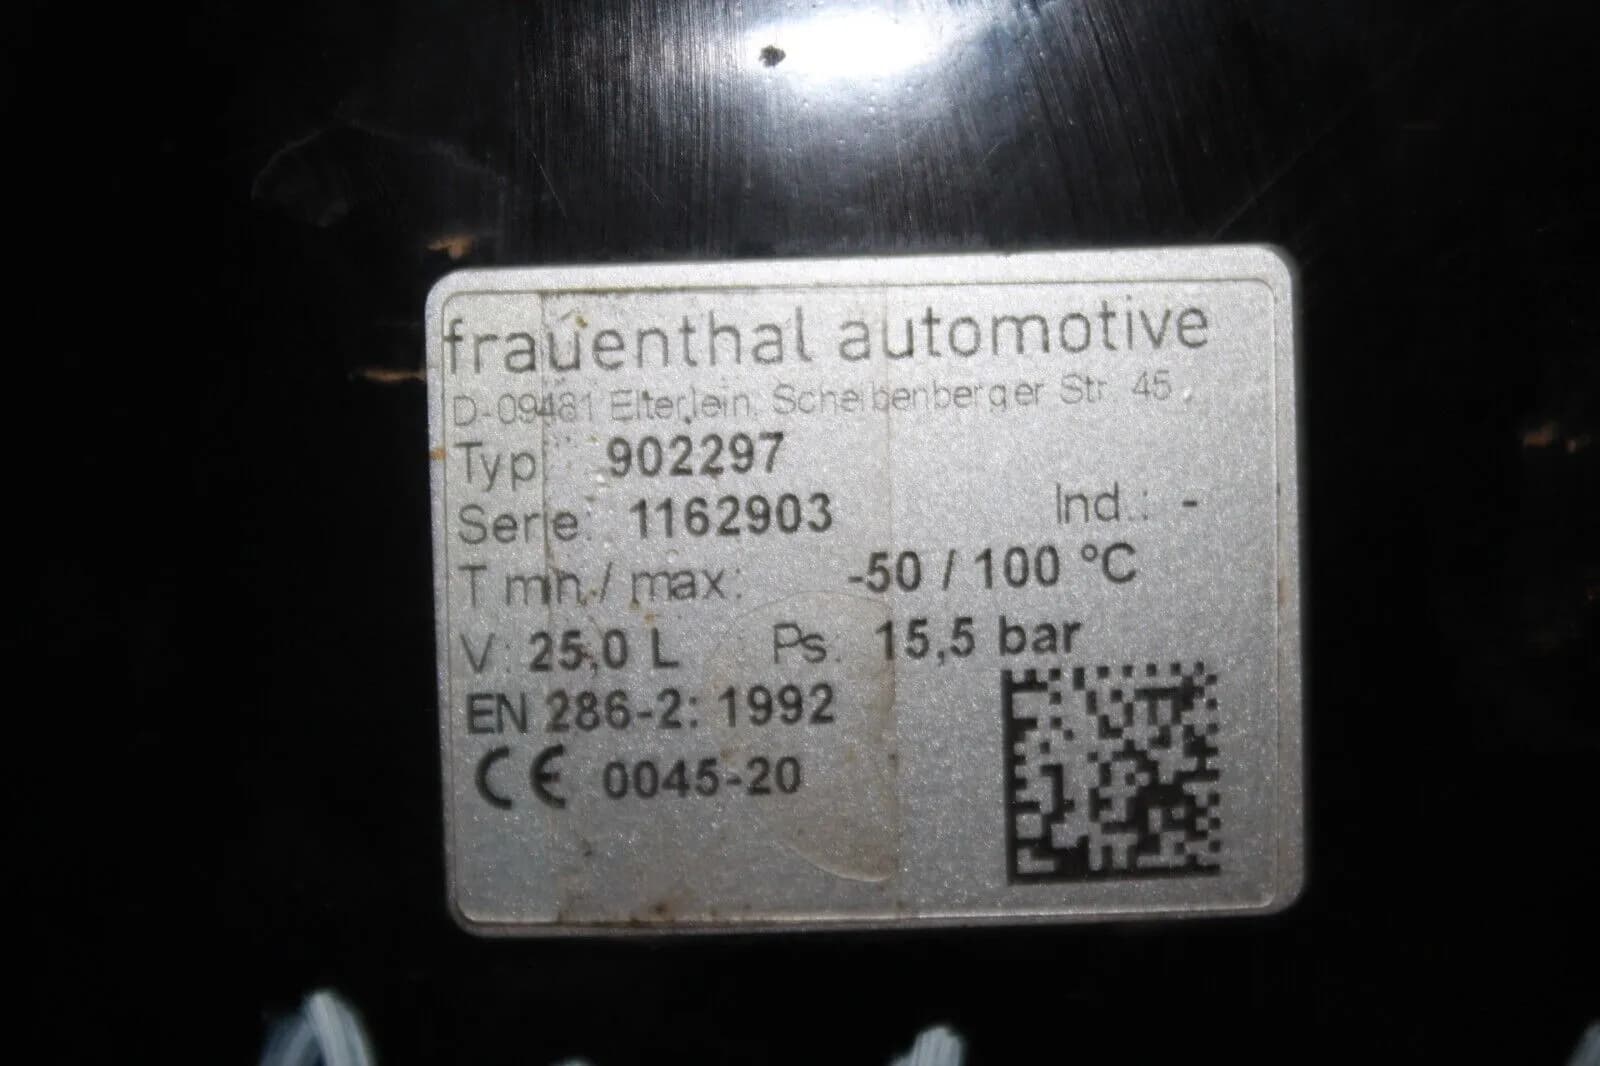 frauenthal automotive
D-09481 Elterlein, Scheibenberger Str. 45
Typ: 902297
Serie: 1162903 Ind.: -
T min./ max: -50 / 100 °C
V: 25,0 L Ps: 15,5 bar
EN 286-2: 1992
CE 0045-20